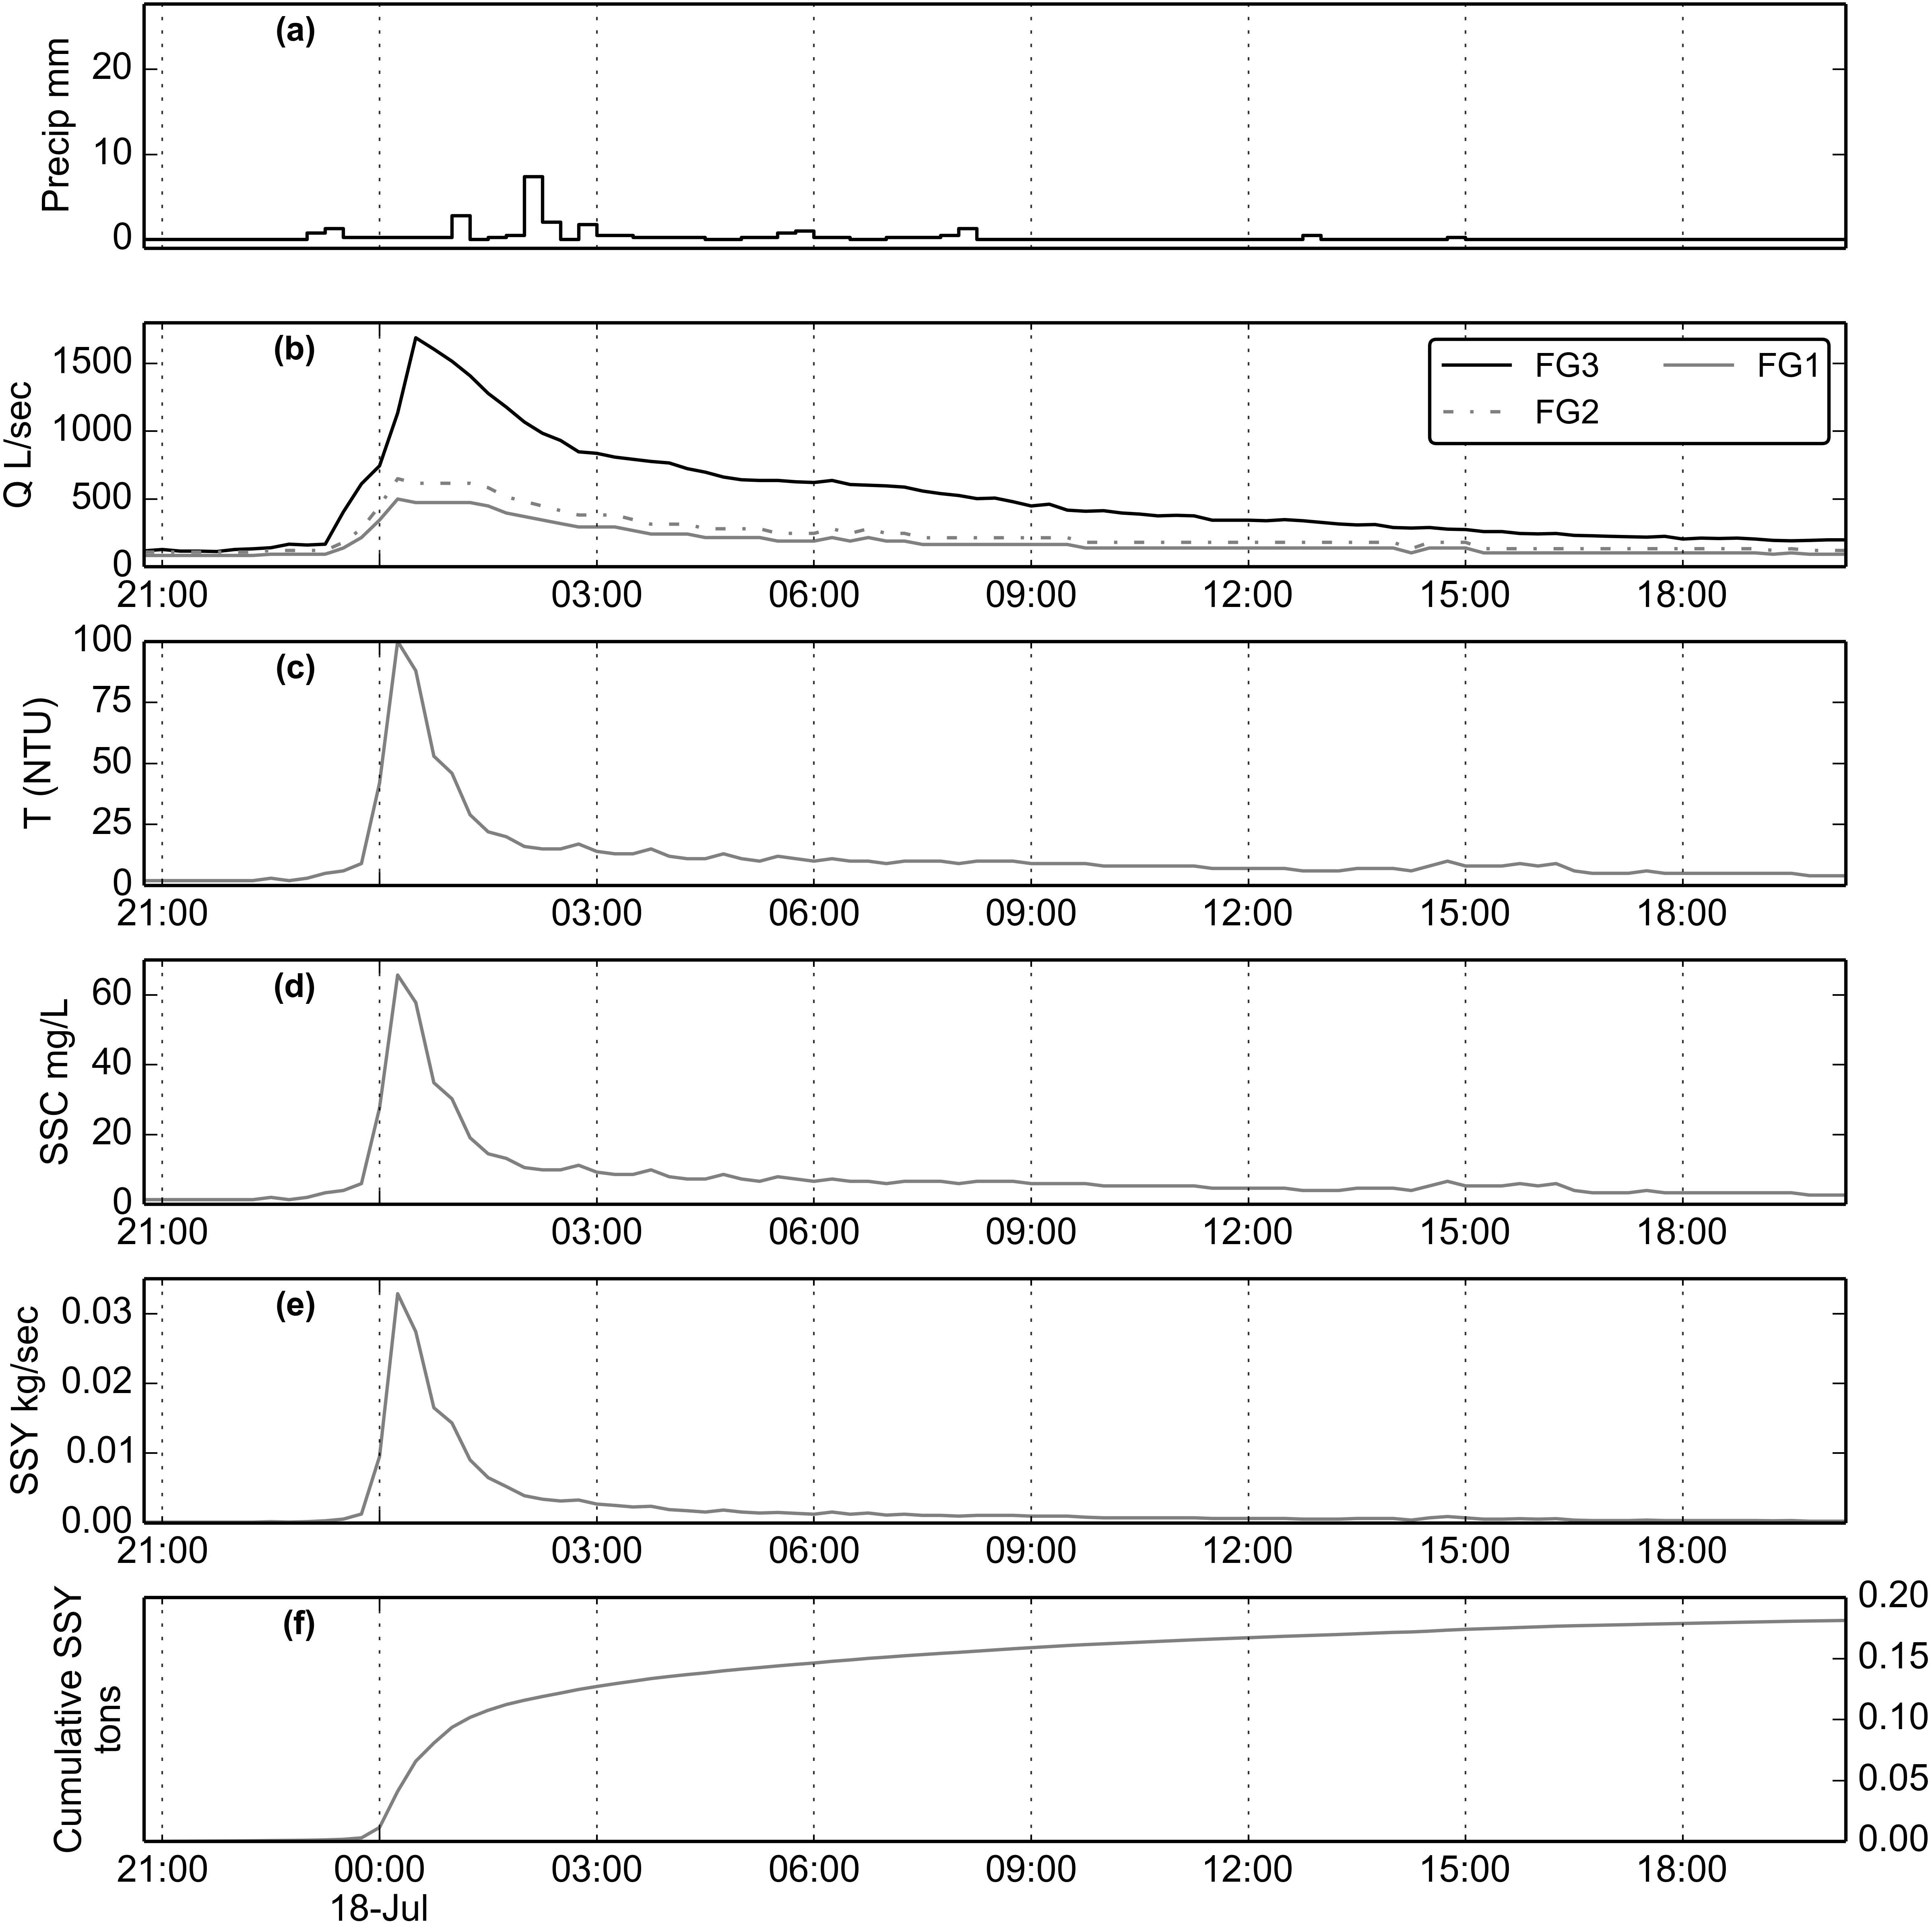 (a)
Precip mm
20
10
0
(b)
Q L/sec
1500
1000
500
0
FG3 FG1
FG2
21:00 03:00 06:00 09:00 12:00 15:00 18:00
(c)
T (NTU)
100
75
50
25
0
21:00 03:00 06:00 09:00 12:00 15:00 18:00
(d)
SSC mg/L
60
40
20
0
21:00 03:00 06:00 09:00 12:00 15:00 18:00
(e)
SSY kg/sec
0.03
0.02
0.01
0.00
21:00 03:00 06:00 09:00 12:00 15:00 18:00
(f)
Cumulative SSY
tons
0.20
0.15
0.10
0.05
0.00
21:00 00:00 03:00 06:00 09:00 12:00 15:00 18:00
18-Jul